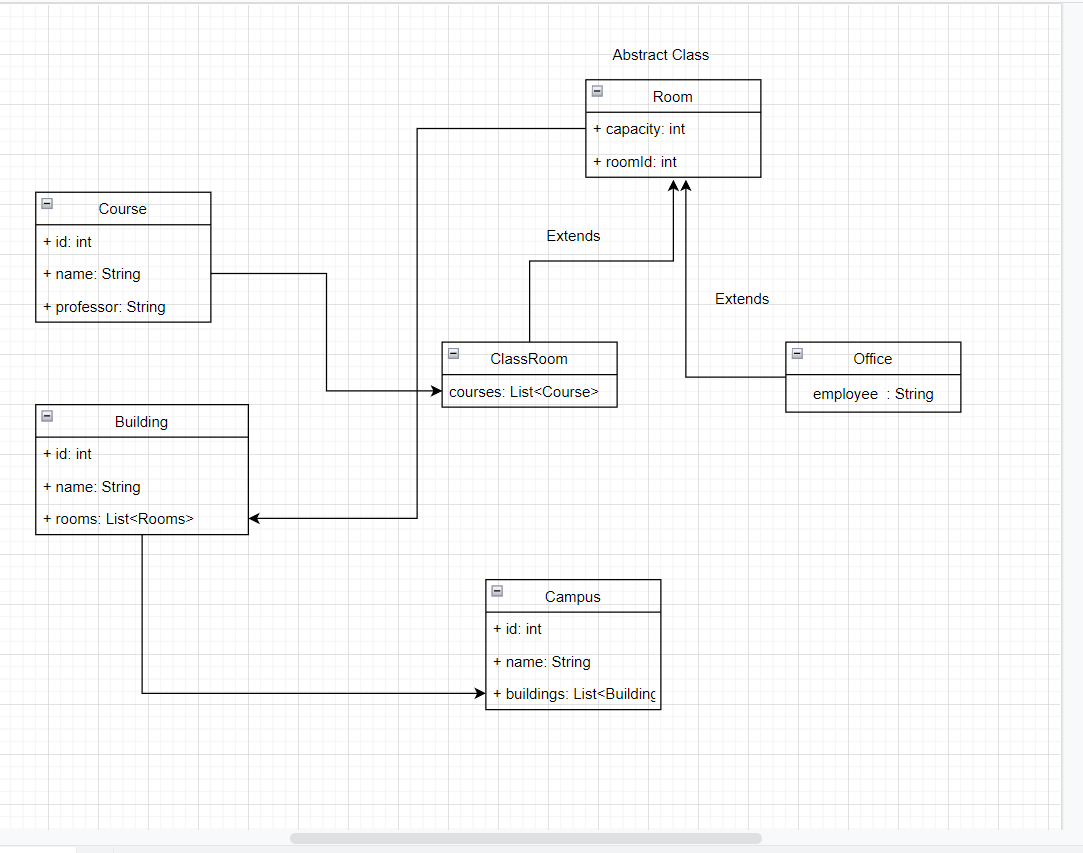 Abstract Class
Room
+ capacity: int
+ roomId: int
Course
+ id: int
+ name: String
+ professor: String
Extends
Extends
ClassRoom
courses: List<Course>
Office
employee : String
Building
+ id: int
+ name: String
+ rooms: List<Rooms>
Campus
+ id: int
+ name: String
+ buildings: List<Building